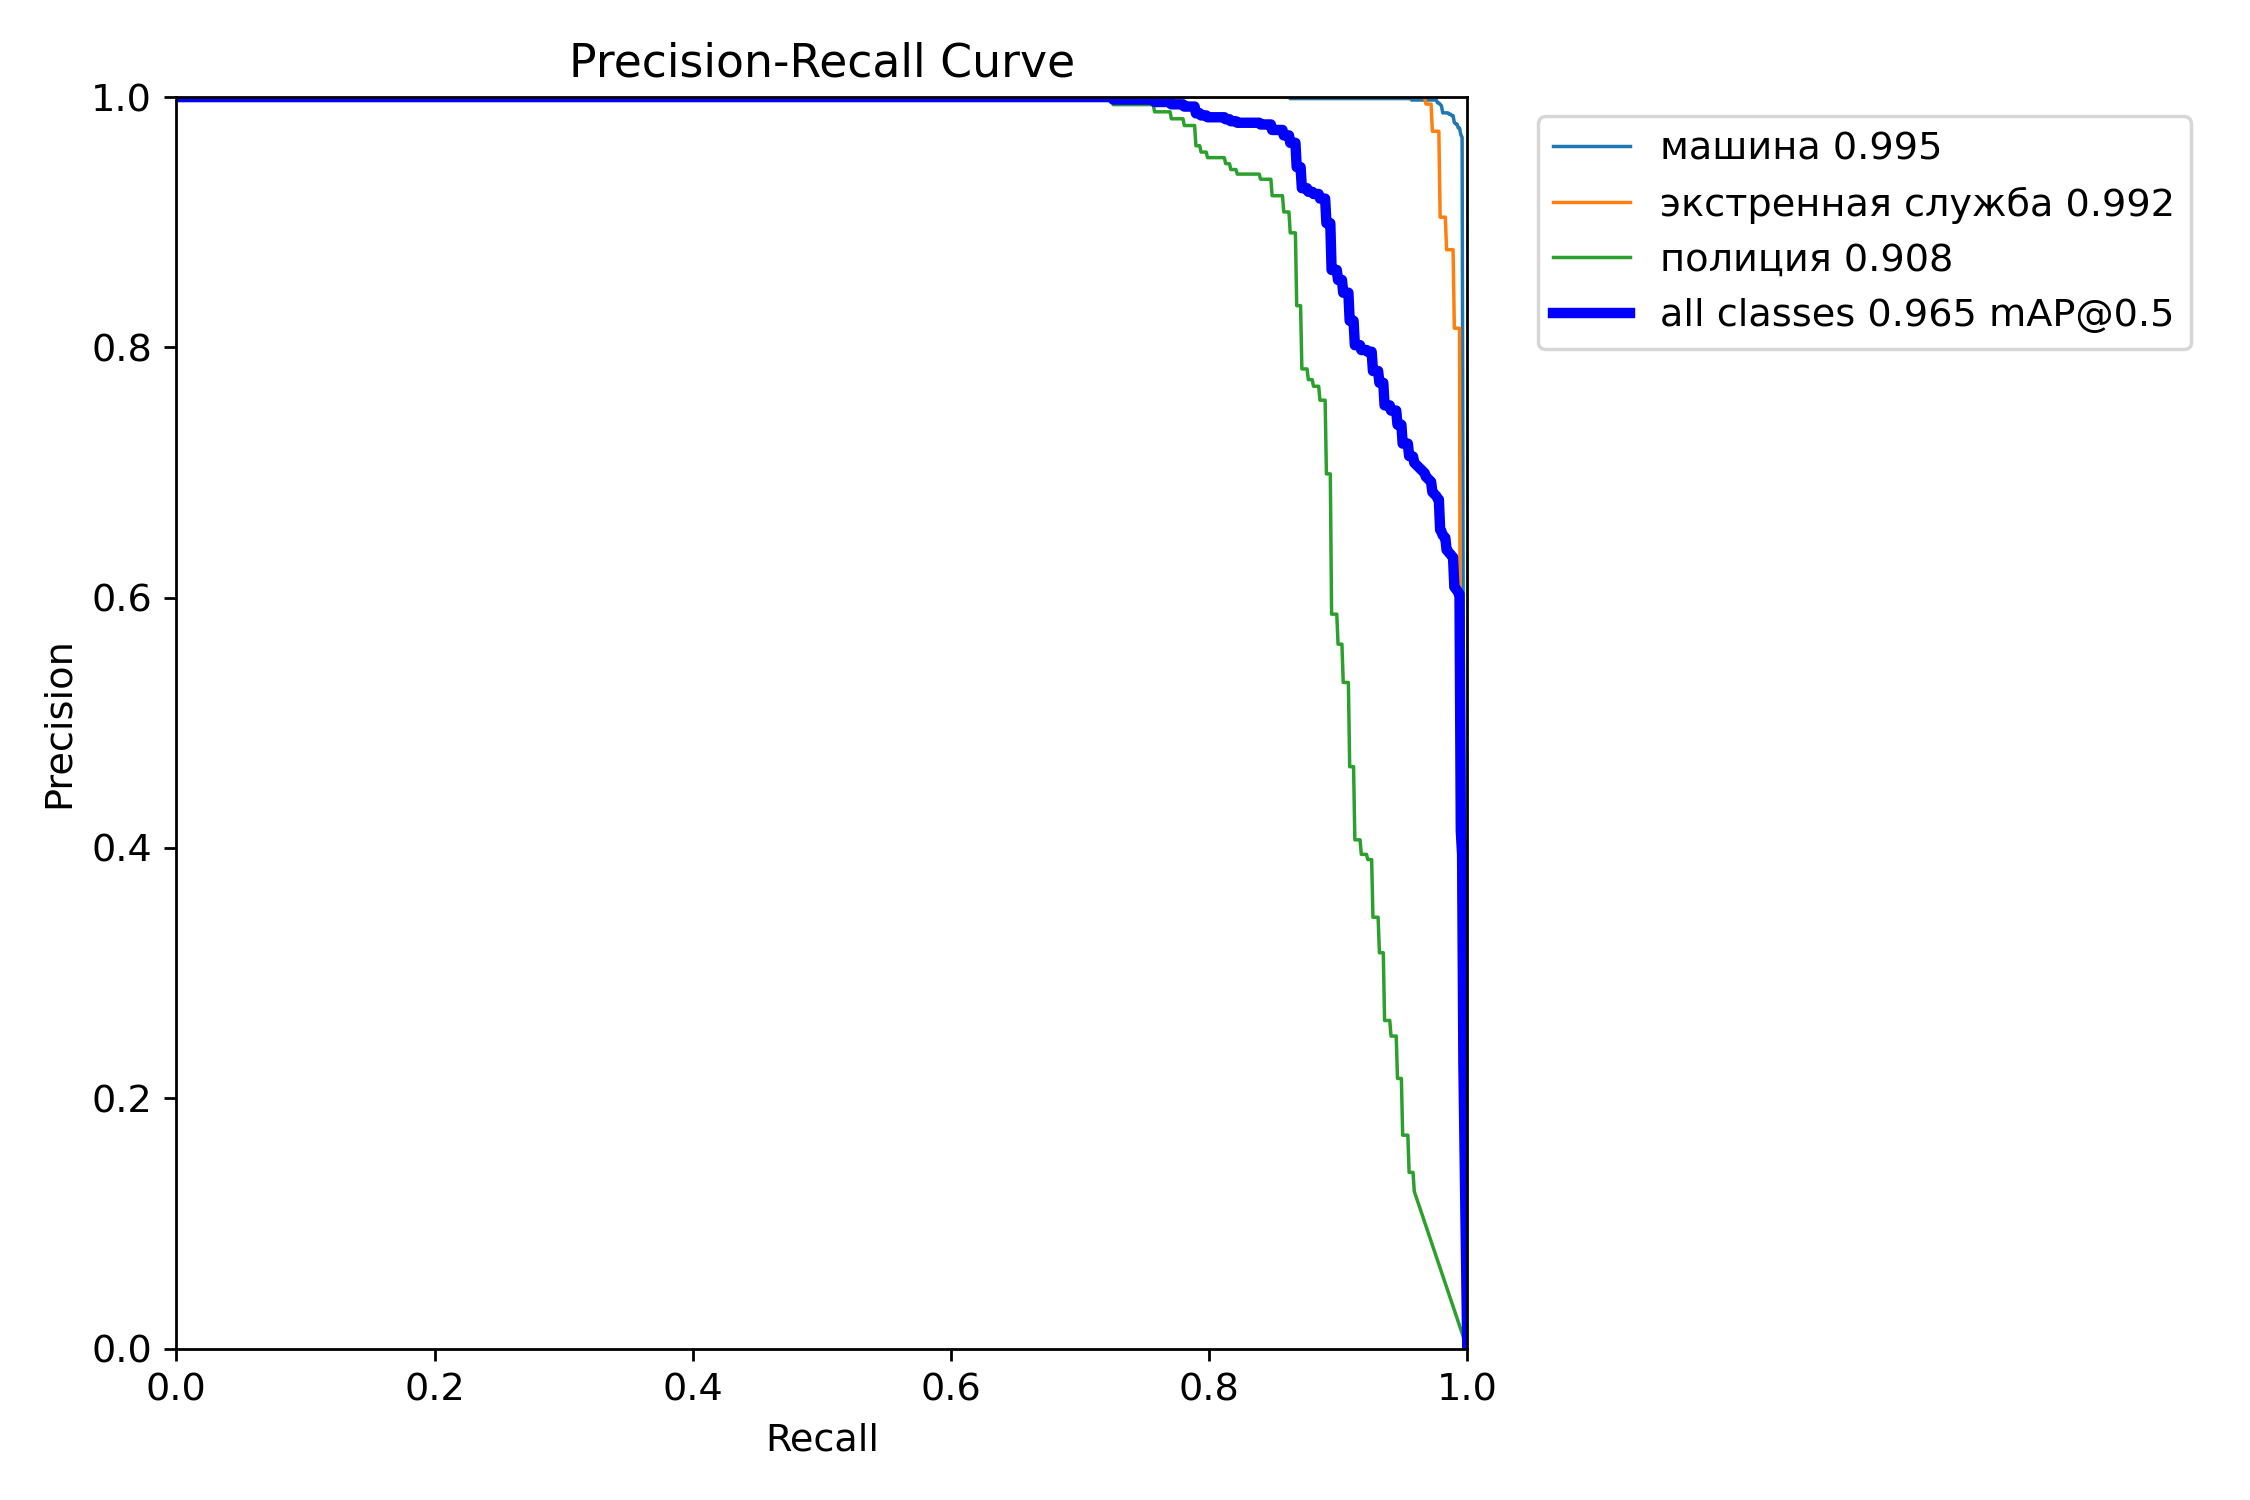 Precision-Recall Curve
1.0
0.8
0.6
0.4
0.2
0.0
Precision
0.0 0.2 0.4 0.6 0.8 1.0
Recall
машина 0.995
экстренная служба 0.992
полиция 0.908
all classes 0.965 mAP@0.5